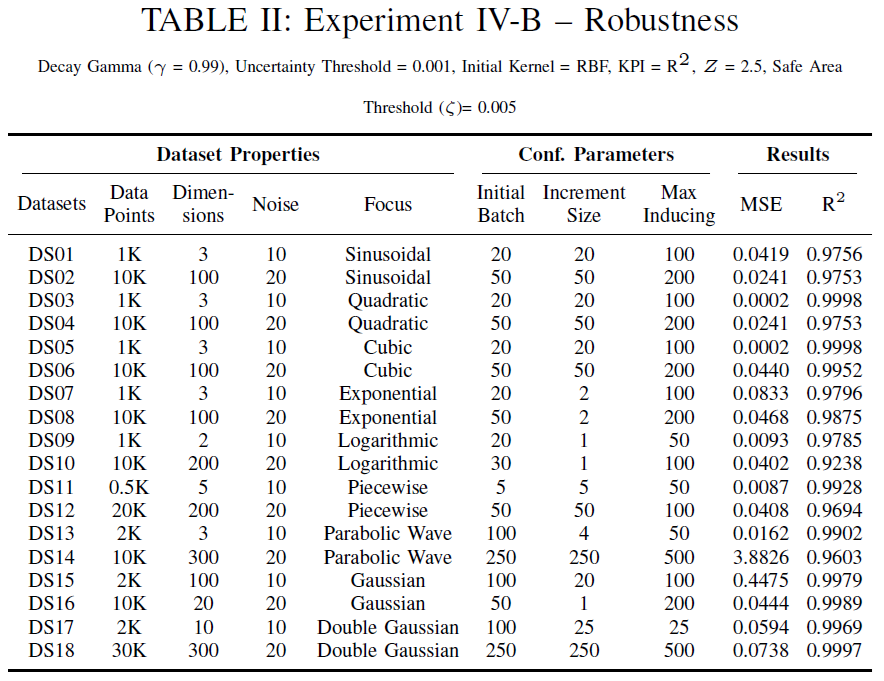 TABLE II: Experiment IV-B – Robustness
Decay Gamma (γ = 0.99), Uncertainty Threshold = 0.001, Initial Kernel = RBF, KPI = R², Z = 2.5, Safe Area
Threshold (ζ)= 0.005
Dataset Properties Conf. Parameters Results
Datasets Data Points Dimen-sions Noise Focus Initial Batch Increment Size Max Inducing MSE R²
DS01 1K 3 10 Sinusoidal 20 20 100 0.0419 0.9756
DS02 10K 100 20 Sinusoidal 50 50 200 0.0241 0.9753
DS03 1K 3 10 Quadratic 20 20 100 0.0002 0.9998
DS04 10K 100 20 Quadratic 50 50 200 0.0241 0.9753
DS05 1K 3 10 Cubic 20 20 100 0.0002 0.9998
DS06 10K 100 20 Cubic 50 50 200 0.0440 0.9952
DS07 1K 3 10 Exponential 20 2 100 0.0833 0.9796
DS08 10K 100 20 Exponential 50 2 200 0.0468 0.9875
DS09 1K 2 10 Logarithmic 20 1 50 0.0093 0.9785
DS10 10K 200 20 Logarithmic 30 1 100 0.0402 0.9238
DS11 0.5K 5 10 Piecewise 5 5 50 0.0087 0.9928
DS12 20K 200 20 Piecewise 50 50 100 0.0408 0.9694
DS13 2K 3 10 Parabolic Wave 100 4 50 0.0162 0.9902
DS14 10K 300 20 Parabolic Wave 250 250 500 3.8826 0.9603
DS15 2K 100 10 Gaussian 100 20 100 0.4475 0.9979
DS16 10K 20 20 Gaussian 50 1 200 0.0444 0.9989
DS17 2K 10 10 Double Gaussian 100 25 25 0.0594 0.9969
DS18 30K 300 20 Double Gaussian 250 250 500 0.0738 0.9997